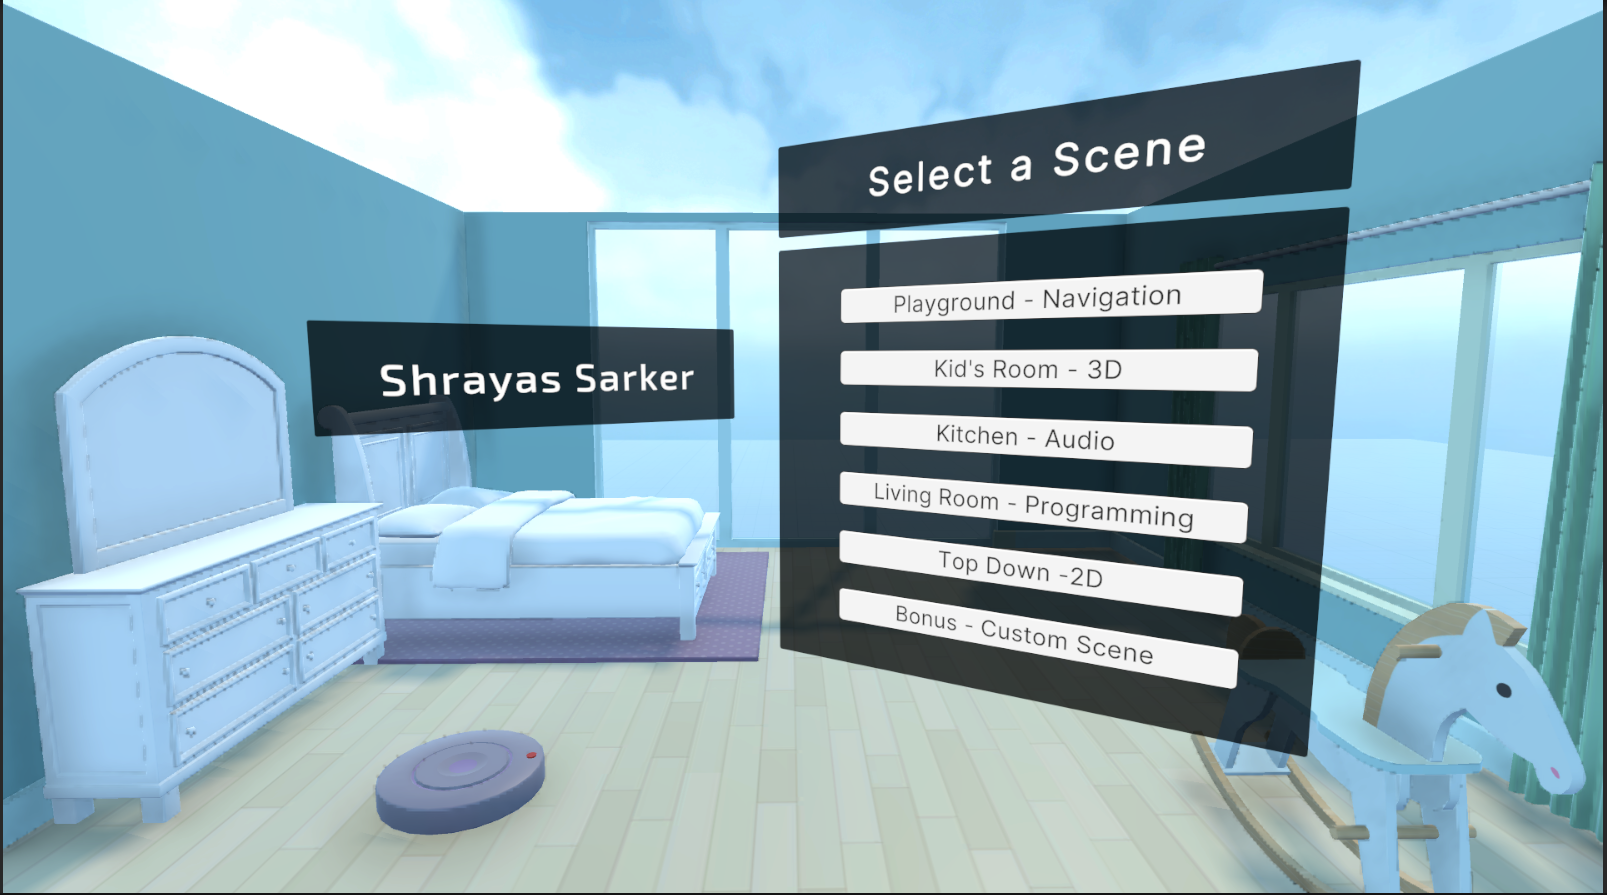 Select a Scene
Shrayas Sarker
Playground - Navigation
Kid's Room - 3D
Kitchen - Audio
Living Room - Programming
Top Down -2D
Bonus - Custom Scene